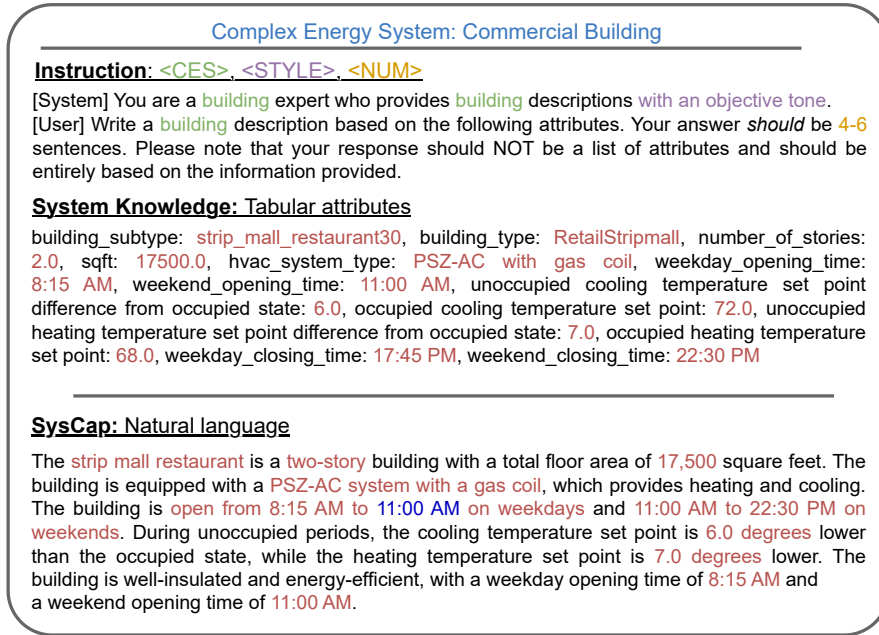 Complex Energy System: Commercial Building
Instruction: <CES>, <STYLE>, <NUM>
[System] You are a building expert who provides building descriptions with an objective tone.
[User] Write a building description based on the following attributes. Your answer should be 4-6
sentences. Please note that your response should NOT be a list of attributes and should be
entirely based on the information provided.
System Knowledge: Tabular attributes
building_subtype: strip_mall_restaurant30, building_type: RetailStripmall, number_of_stories:
2.0, sqft: 17500.0, hvac_system_type: PSZ-AC with gas coil, weekday_opening_time:
8:15 AM, weekend_opening_time: 11:00 AM, unoccupied cooling temperature set point
difference from occupied state: 6.0, occupied cooling temperature set point: 72.0, unoccupied
heating temperature set point difference from occupied state: 7.0, occupied heating temperature
set point: 68.0, weekday_closing_time: 17:45 PM, weekend_closing_time: 22:30 PM
SysCap: Natural language
The strip mall restaurant is a two-story building with a total floor area of 17,500 square feet. The
building is equipped with a PSZ-AC system with a gas coil, which provides heating and cooling.
The building is open from 8:15 AM to 11:00 AM on weekdays and 11:00 AM to 22:30 PM on
weekends. During unoccupied periods, the cooling temperature set point is 6.0 degrees lower
than the occupied state, while the heating temperature set point is 7.0 degrees lower. The
building is well-insulated and energy-efficient, with a weekday opening time of 8:15 AM and
a weekend opening time of 11:00 AM.